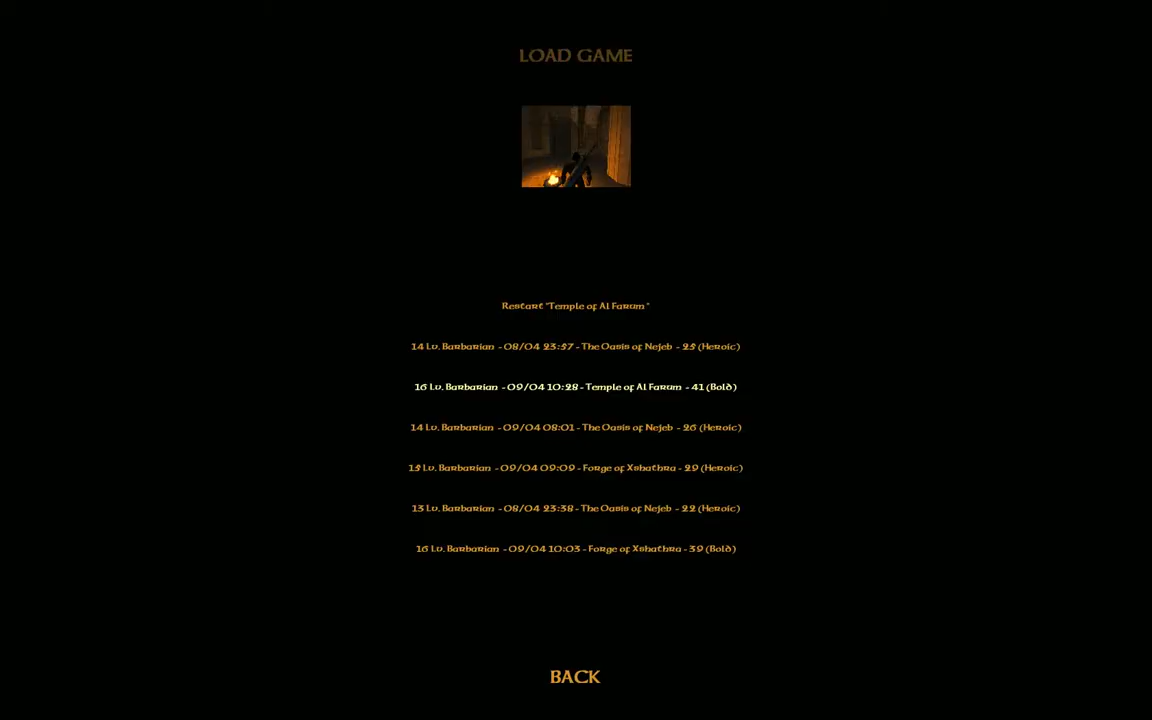 LOAD GAME
Restart "Temple of Al Farum "
14 Lv. Barbarian - 08/04 23:57 - The Oasis of Nejeb - 25 (Heroic)
16 Lv. Barbarian - 09/04 10:28 - Temple of Al Farum - 41 (Bold)
14 Lv. Barbarian - 09/04 08:01 - The Oasis of Nejeb - 26 (Heroic)
15 Lv. Barbarian - 09/04 09:09 - Forge of Xshathra - 29 (Heroic)
13 Lv. Barbarian - 08/04 23:38 - The Oasis of Nejeb - 22 (Heroic)
16 Lv. Barbarian - 09/04 10:03 - Forge of Xshathra - 39 (Bold)
BACK